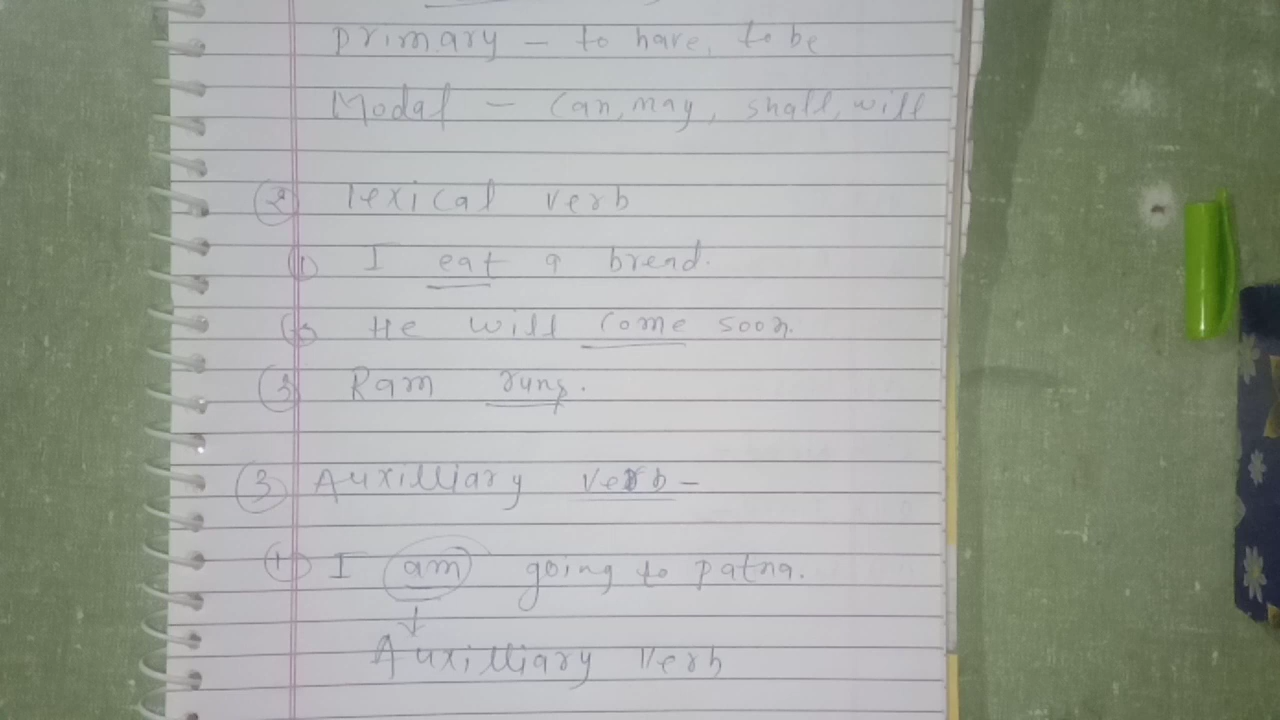 Primary - to have, to be
Modal - Can, may, shall, will
② lexical verb
① I eat a bread.
② He will come soon.
③ Ram runs.
③ Auxilliary verb -
① I am going to patna.
↓
Auxilliary Verb